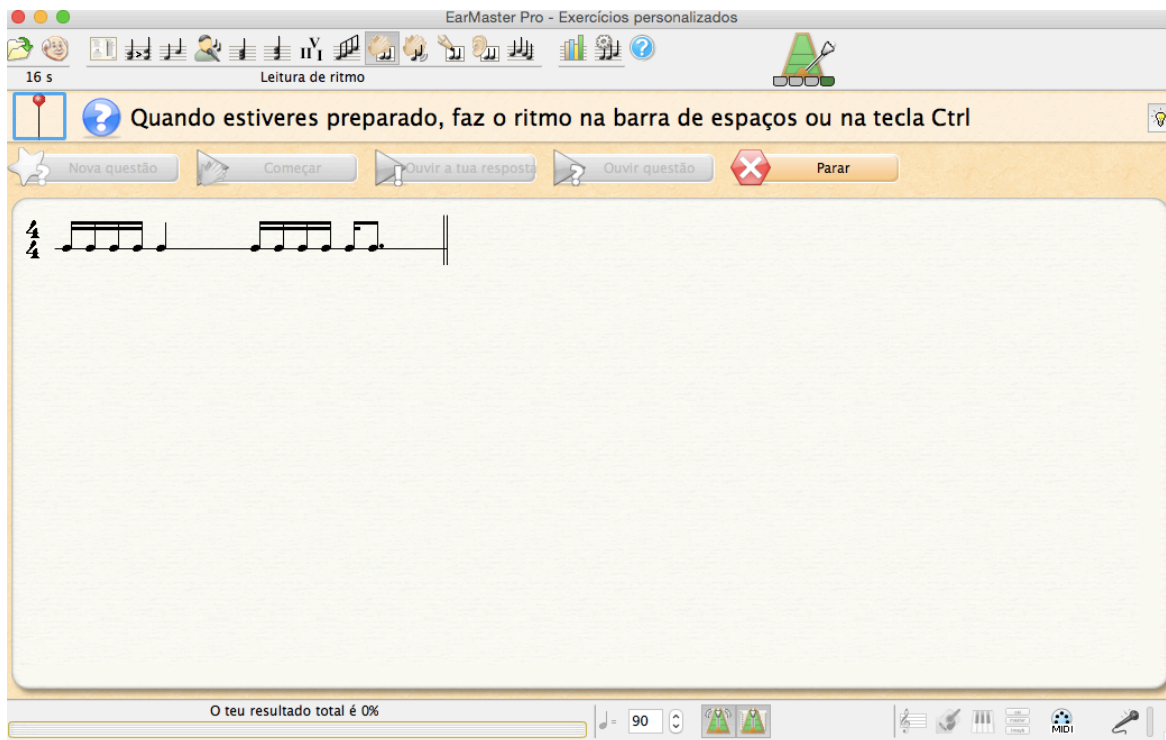 EarMaster Pro - Exercícios personalizados
16 s
Leitura de ritmo
Quando estiveres preparado, faz o ritmo na barra de espaços ou na tecla Ctrl
Nova questão
Começar
Ouvir a tua resposta
Ouvir questão
Parar
4
4
O teu resultado total é 0%
= 90
MIDI